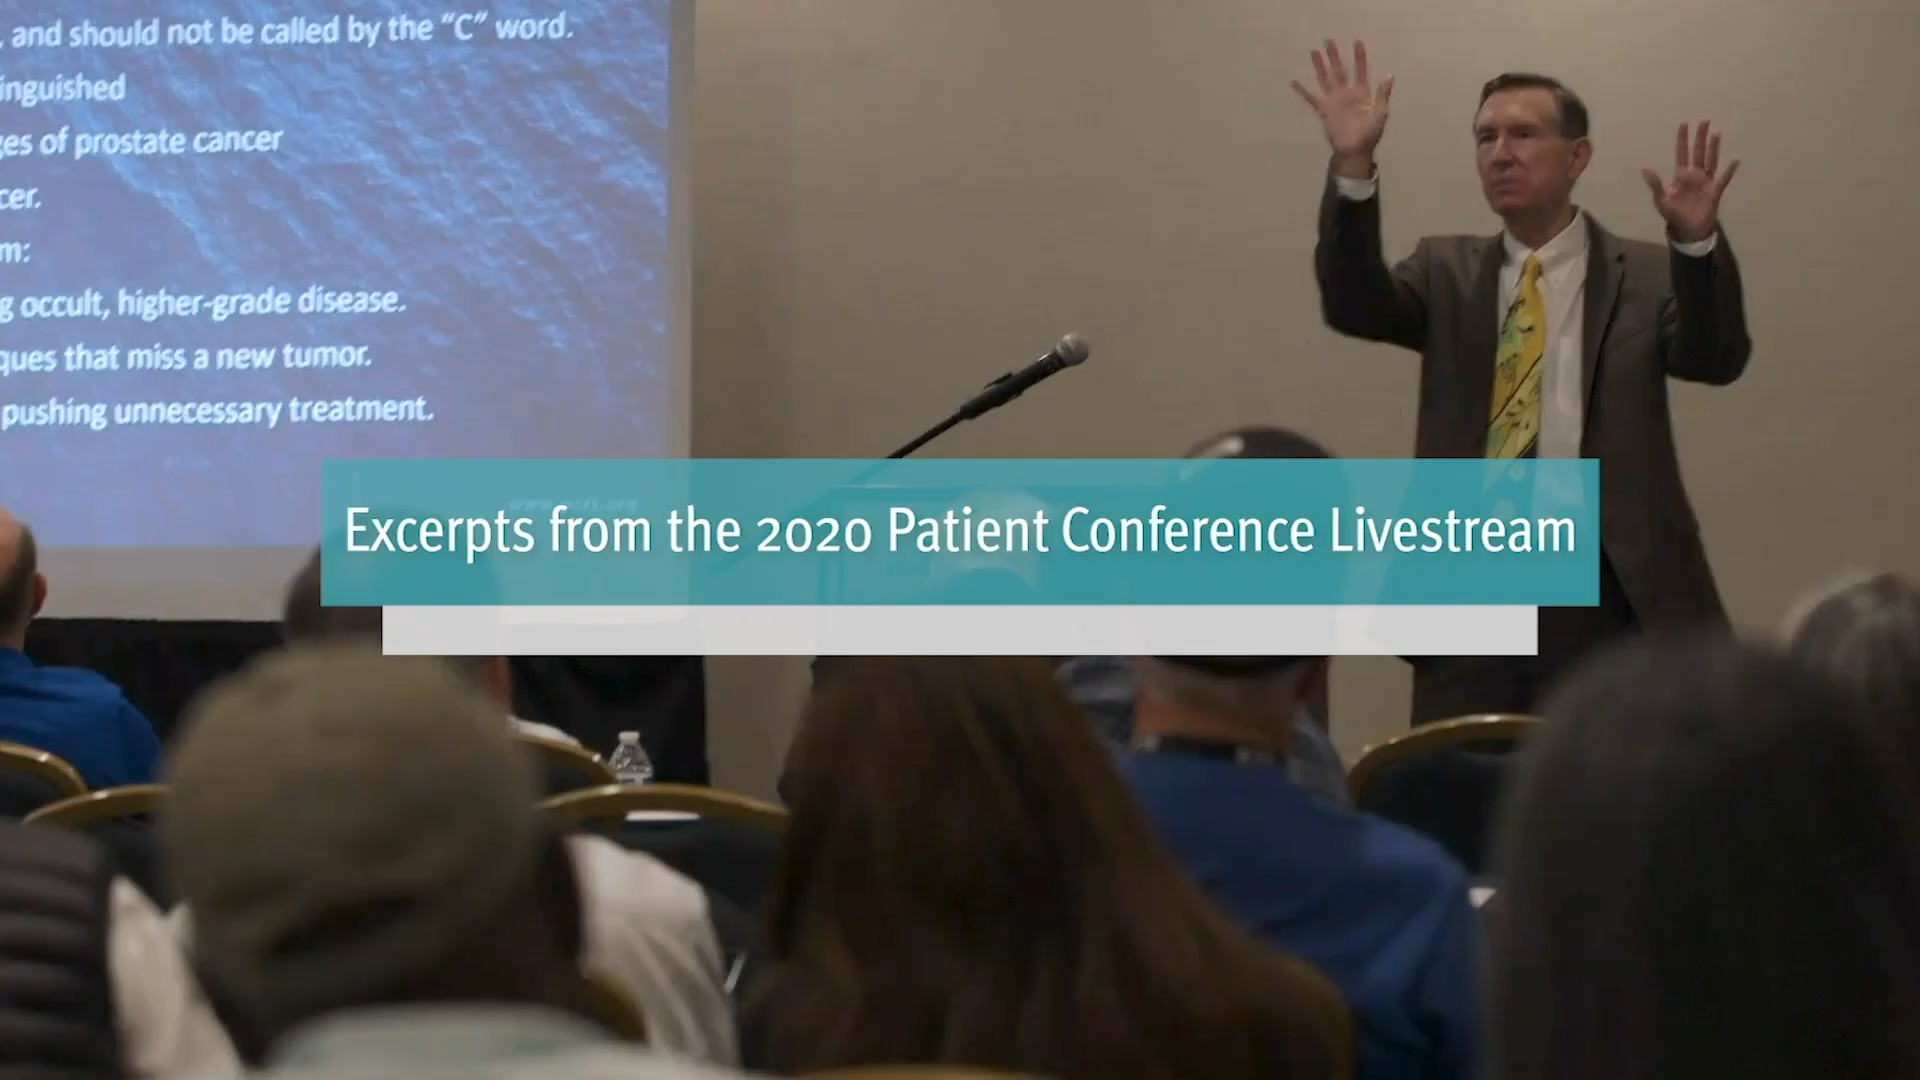 , and should not be called by the “C” word.
inguished
ges of prostate cancer
cer.
m:
g occult, higher-grade disease.
ques that miss a new tumor.
pushing unnecessary treatment.
Excerpts from the 2020 Patient Conference Livestream